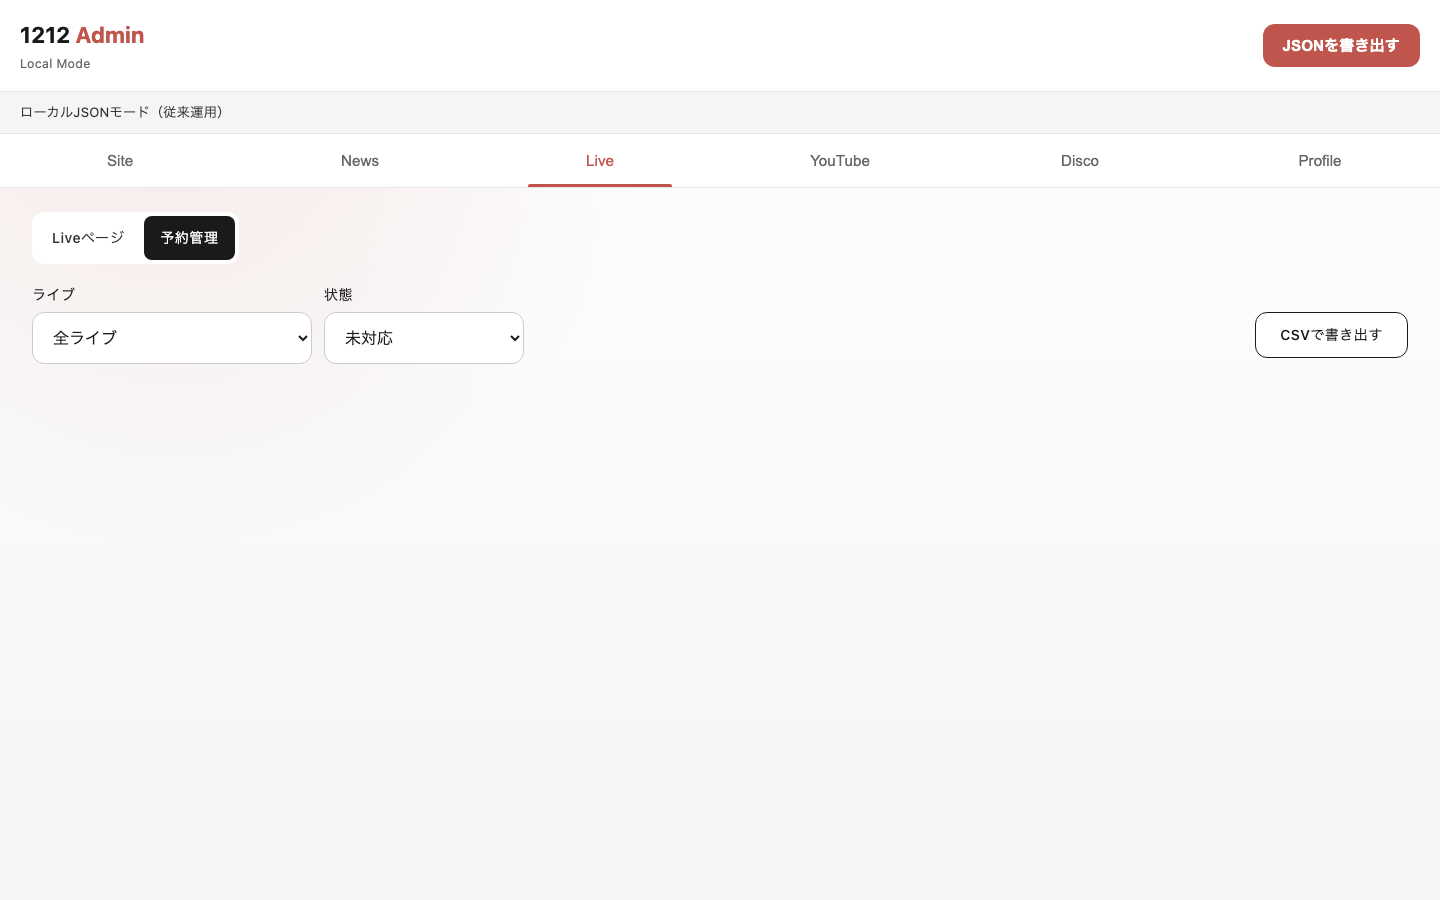 1212 Admin
Local Mode
JSONを書き出す
ローカルJSONモード（従来運用）
Site
News
Live
YouTube
Disco
Profile
Liveページ
予約管理
ライブ
状態
全ライブ
未対応
CSVで書き出す